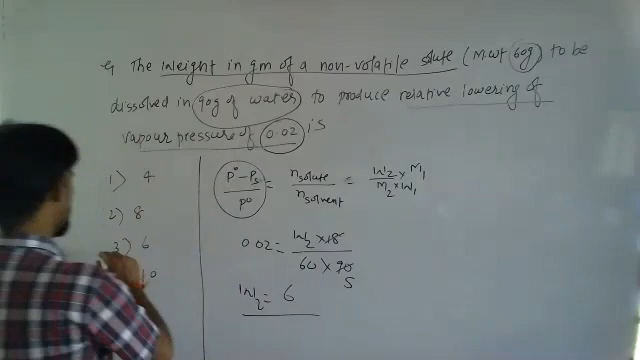 Q The Weight in gm of a non-volatile solute (M.wt 60g) to be
dissolved in 90g of water to produce relative lowering of
vapour pressure of 0.02 is
1) 4
2) 8
3) 6
10
P° - Ps / P° = n solute / n solvent = W2 × M1 / M2 × W1
0.02 = W2 × 18 / 60 × 90
5
W2 = 6